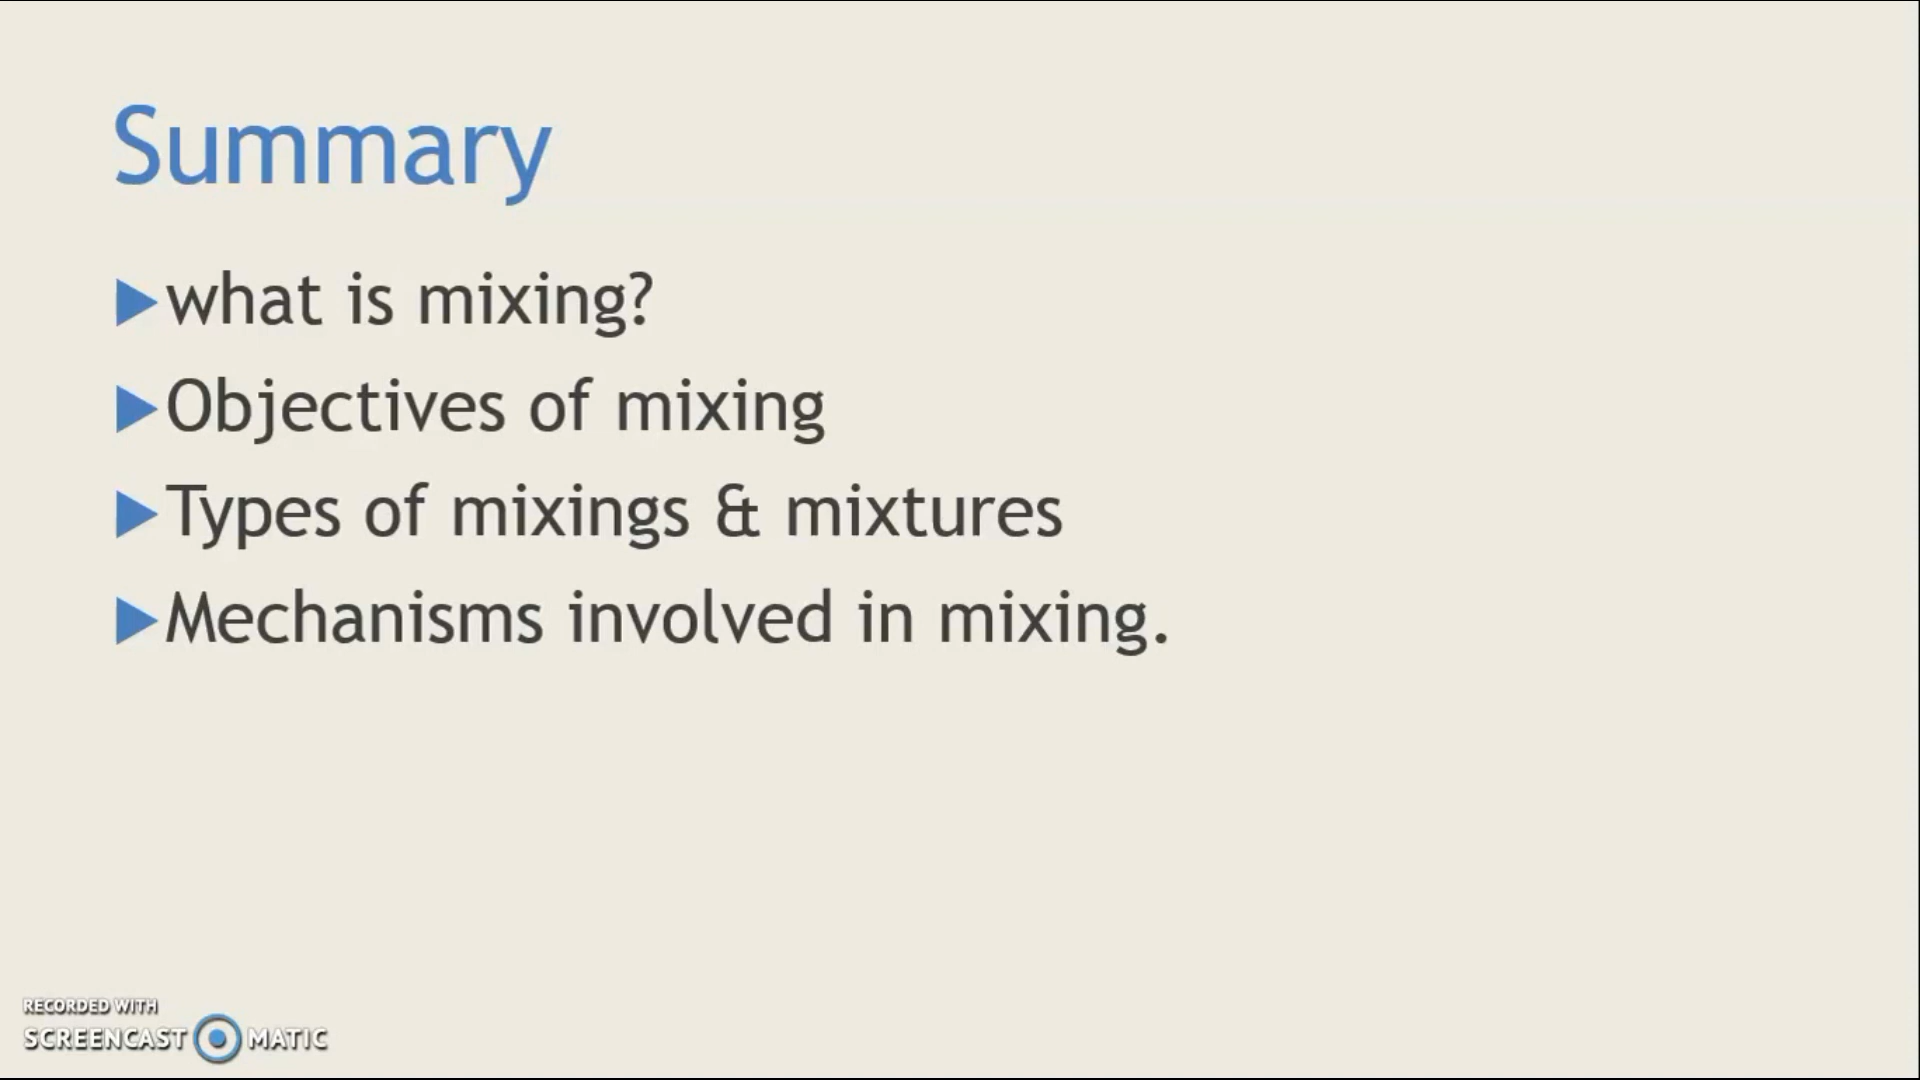 Summary
what is mixing?
Objectives of mixing
Types of mixings & mixtures
Mechanisms involved in mixing.
RECORDED WITH
SCREENCAST MATIC